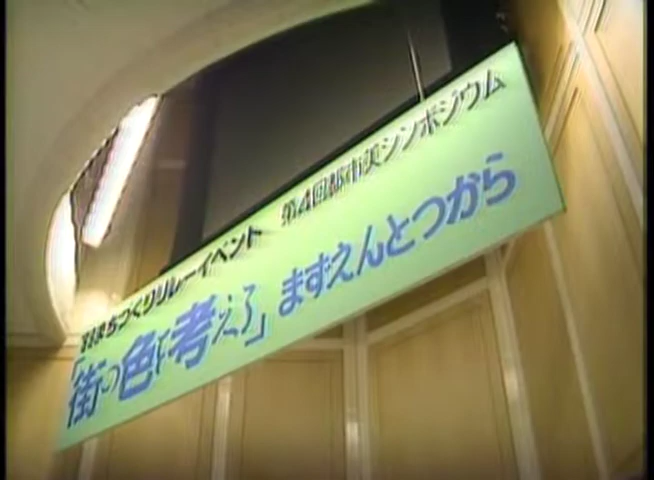 まちづくりリレーイベント 第4回都市美シンポジウム
「街の色を考える」まずえんとつから